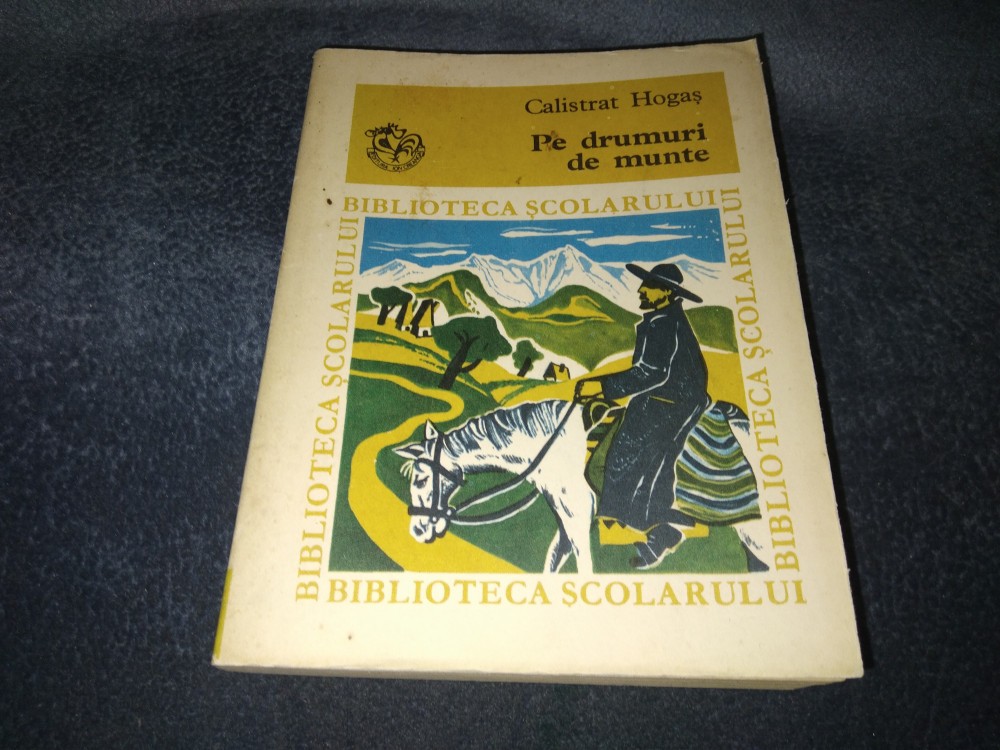 Calistrat Hogaş
Pe drumuri
de munte
BIBLIOTECA ŞCOLARULUI
BIBLIOTECA ŞCOLARULUI
BIBLIOTECA ŞCOLARULUI
BIBLIOTECA ŞCOLARULUI